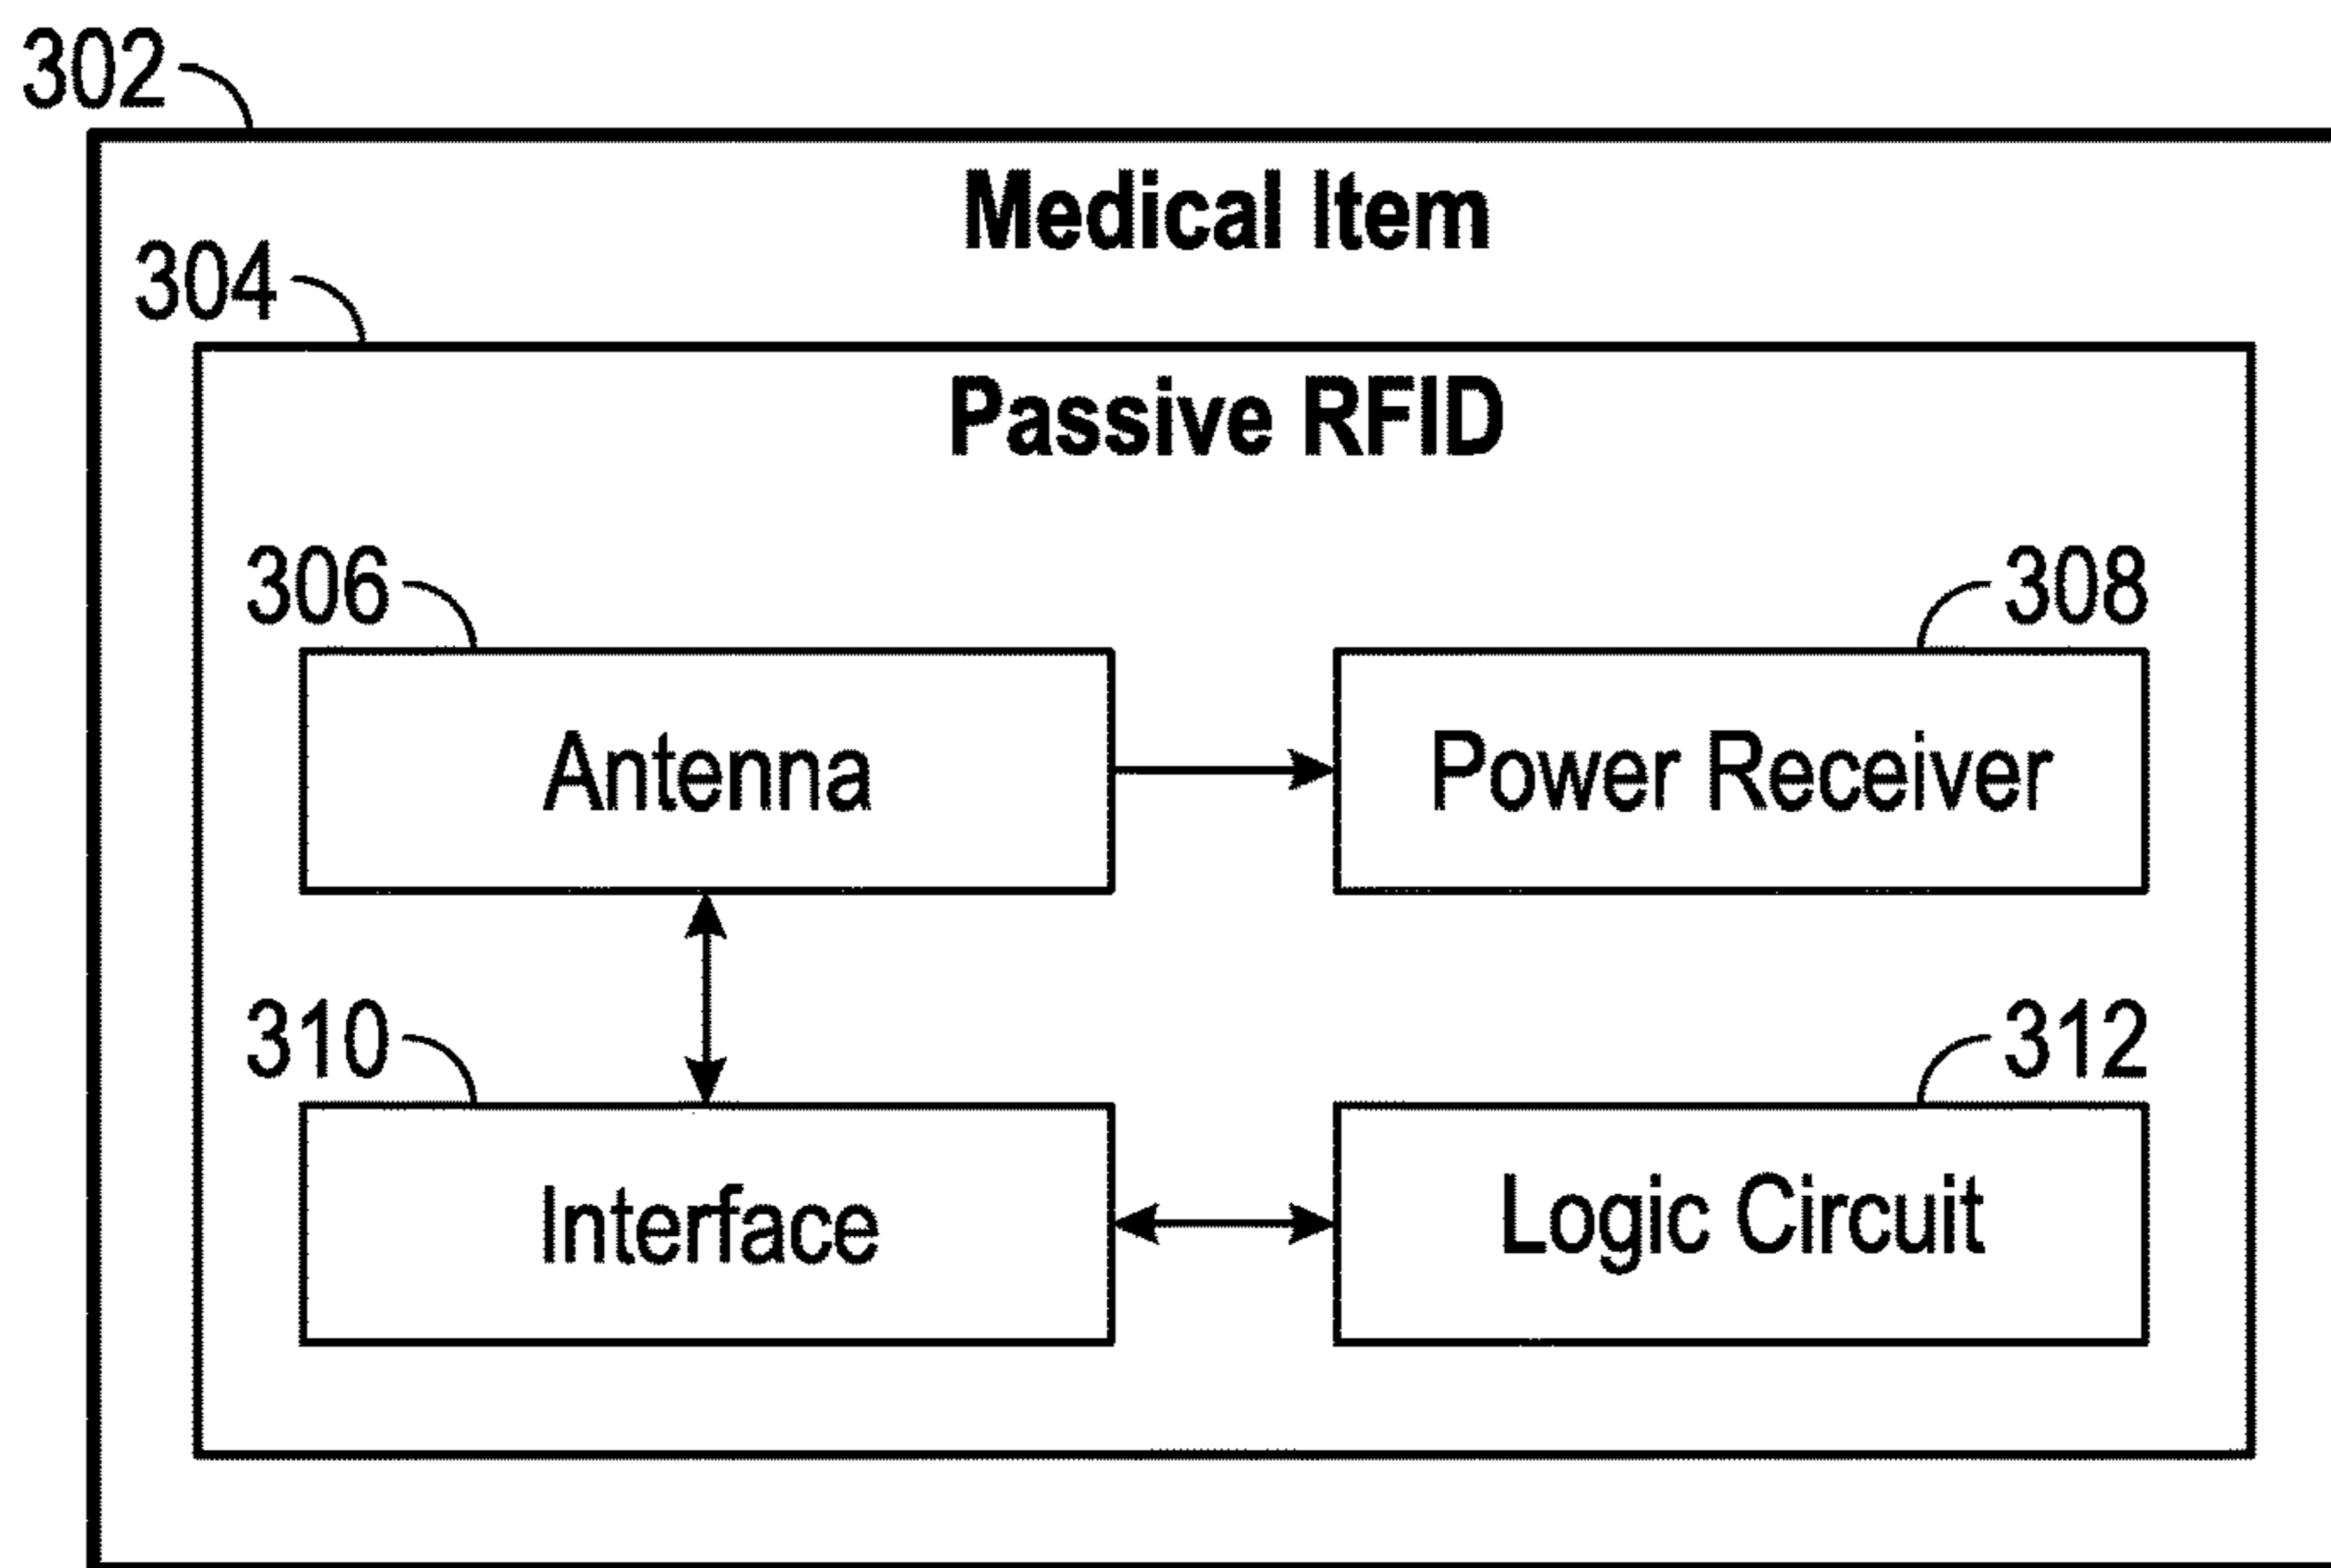 302
Medical Item
304
Passive RFID
306
308
Antenna
Power Receiver
310
312
Interface
Logic Circuit